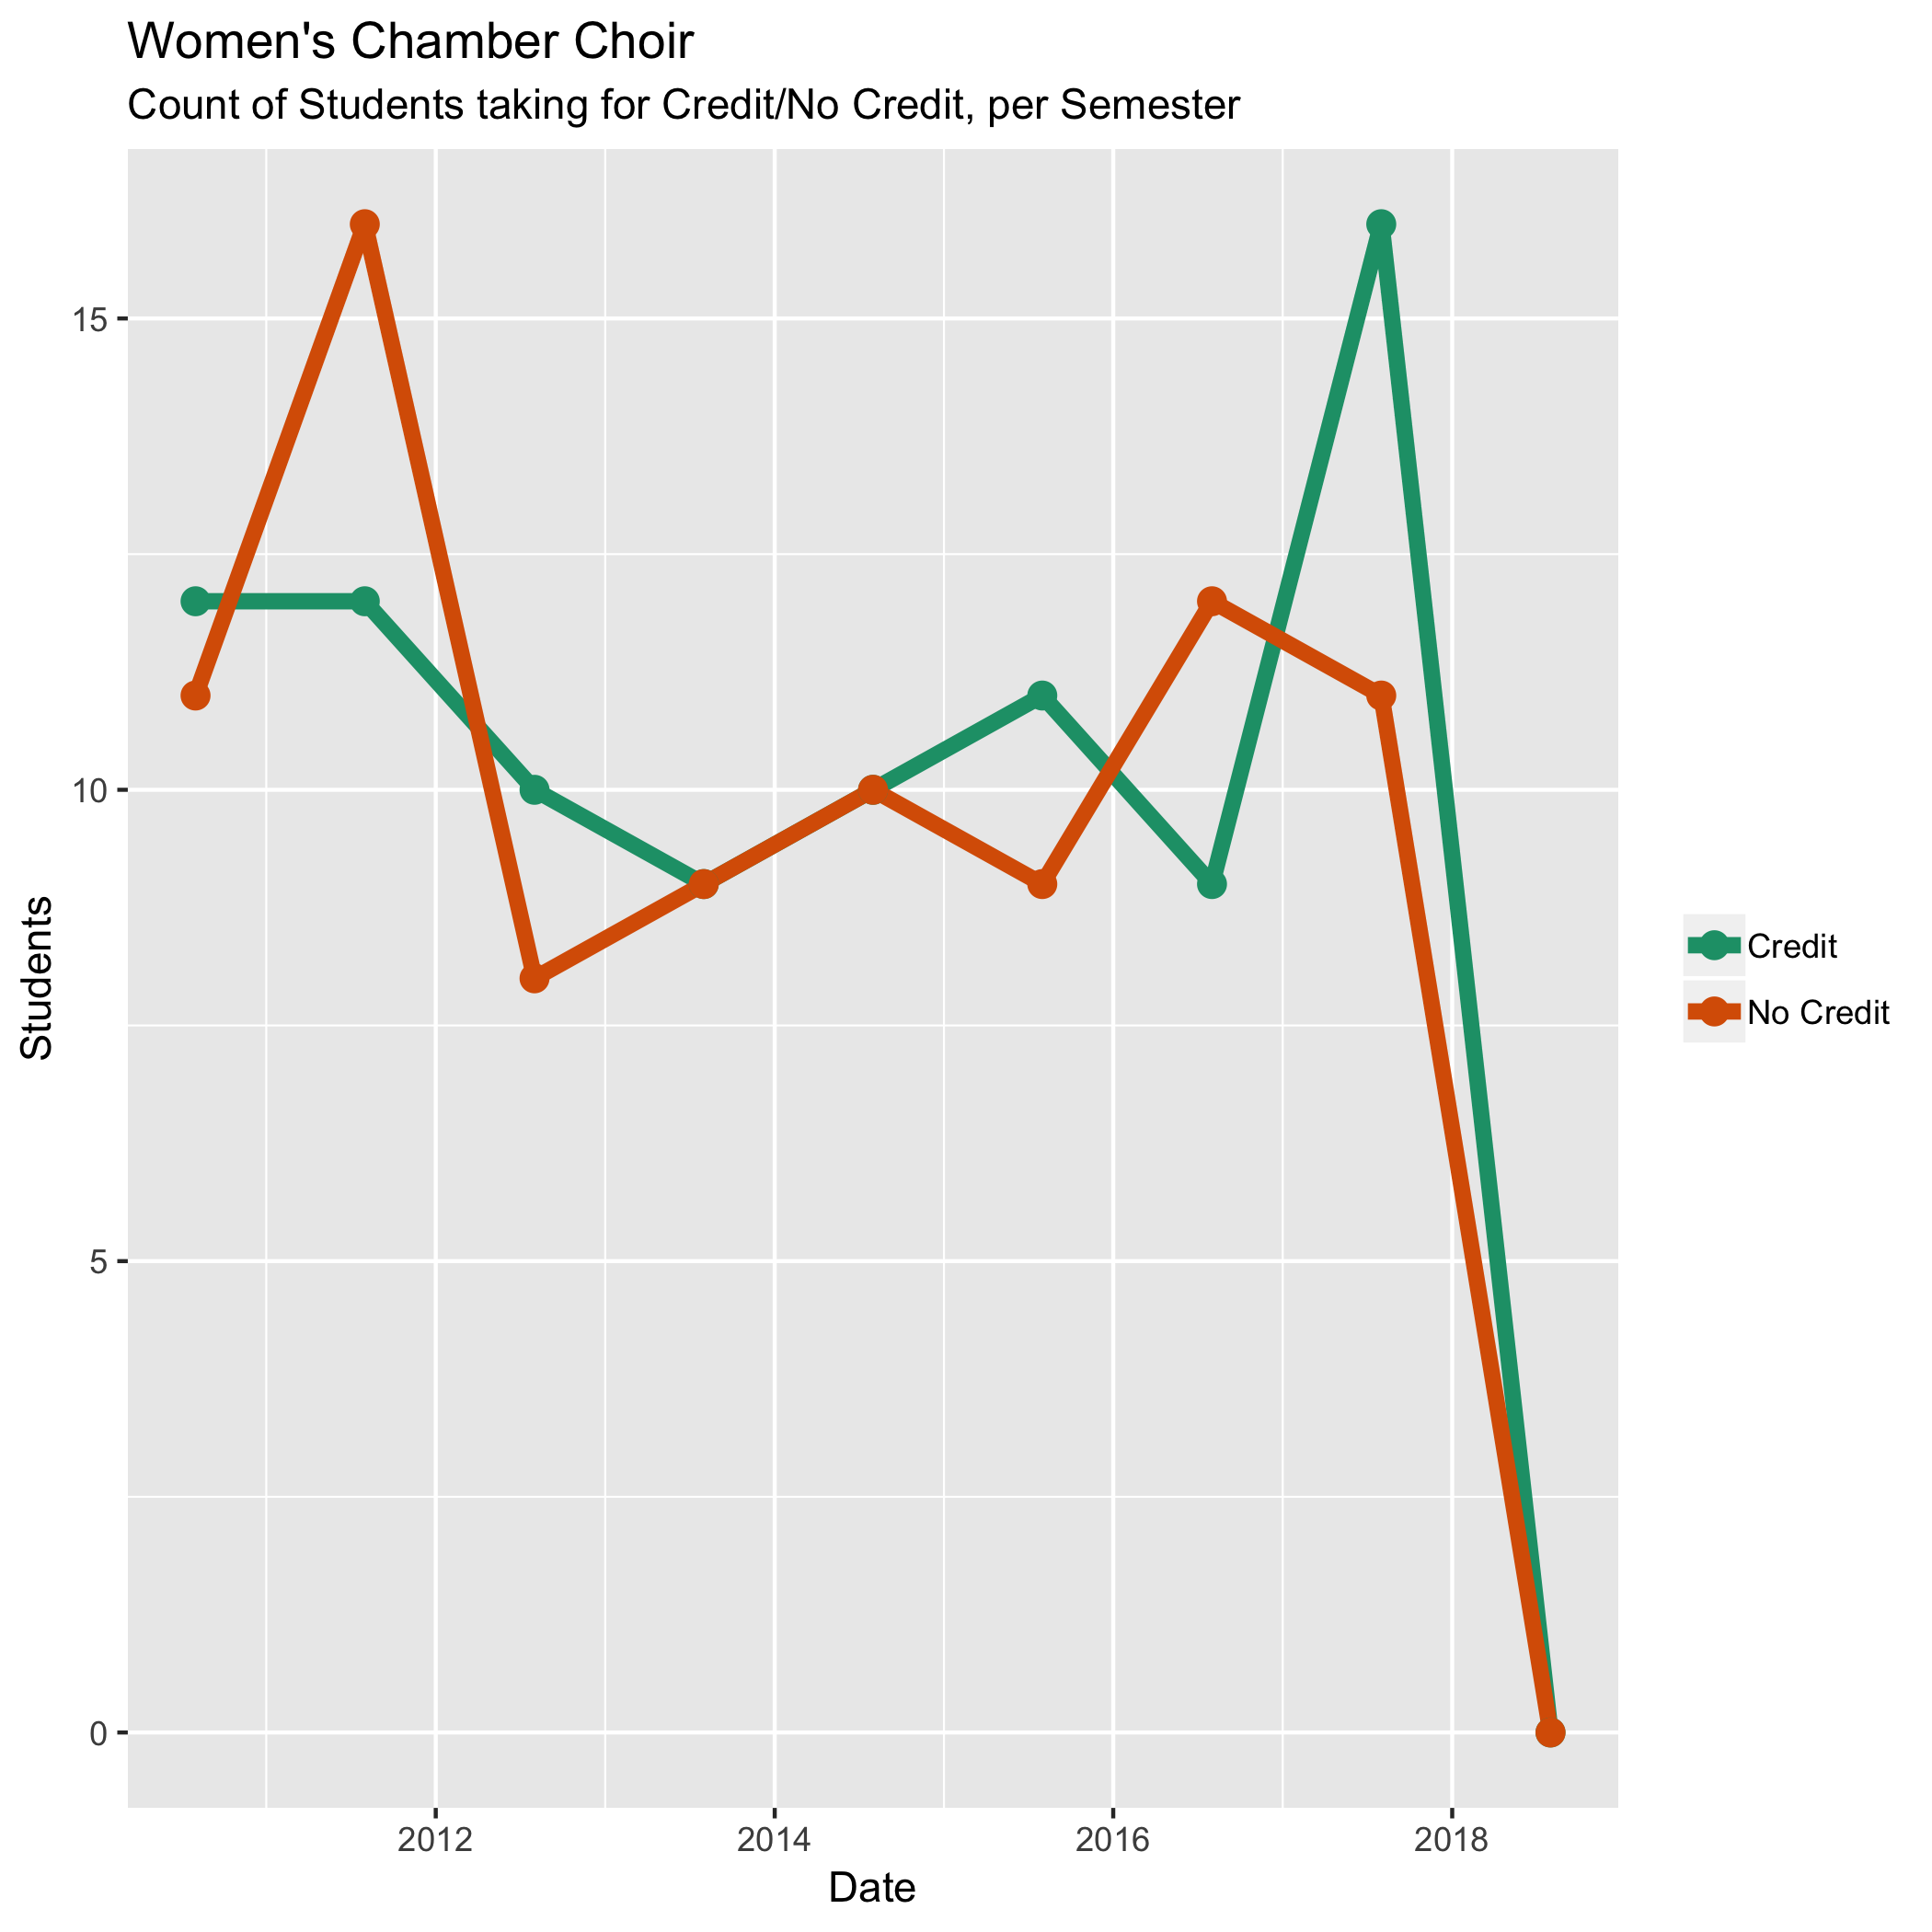 Women's Chamber Choir
Count of Students taking for Credit/No Credit, per Semester
Students
15
10
5
0
2012 2014 2016 2018
Date
Credit
No Credit